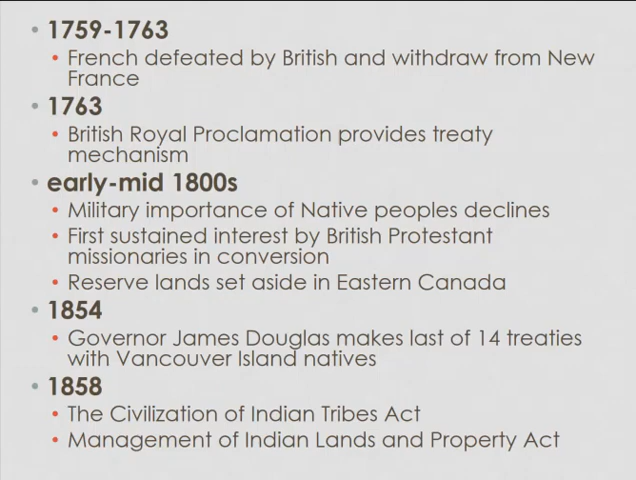 • 1759-1763
• French defeated by British and withdraw from New
France
• 1763
• British Royal Proclamation provides treaty
mechanism
• early-mid 1800s
• Military importance of Native peoples declines
• First sustained interest by British Protestant
missionaries in conversion
• Reserve lands set aside in Eastern Canada
• 1854
• Governor James Douglas makes last of 14 treaties
with Vancouver Island natives
• 1858
• The Civilization of Indian Tribes Act
• Management of Indian Lands and Property Act